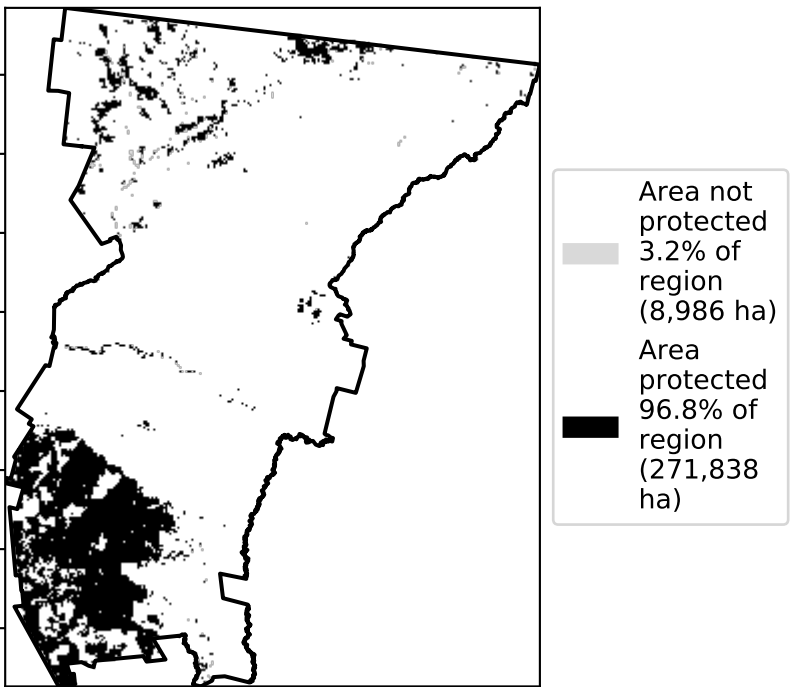 Area not
protected
3.2% of
region
(8,986 ha)
Area
protected
96.8% of
region
(271,838
ha)